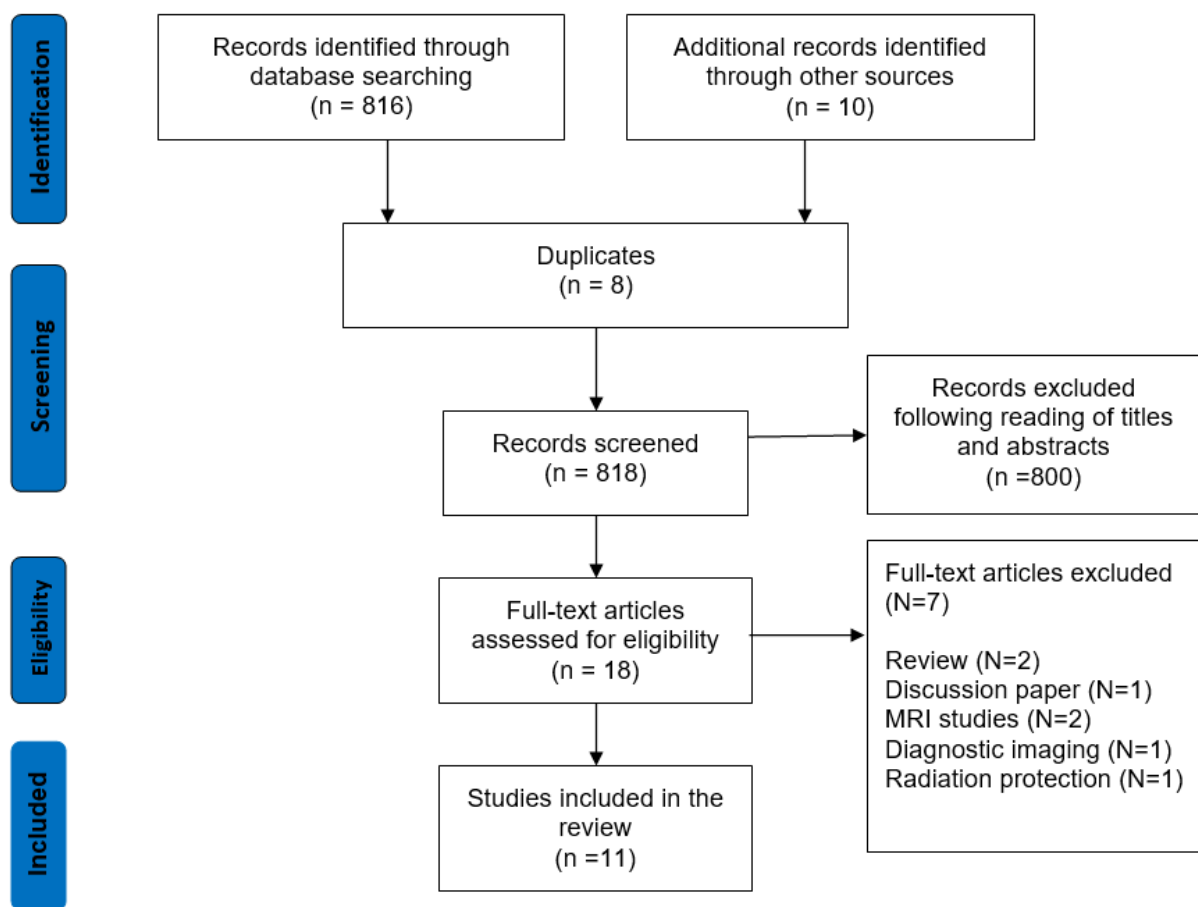 Identification
Records identified through
database searching
(n = 816)
Additional records identified
through other sources
(n = 10)
Duplicates
(n = 8)
Screening
Records screened
(n = 818)
Records excluded
following reading of titles
and abstracts
(n =800)
Eligibility
Full-text articles
assessed for eligibility
(n = 18)
Full-text articles excluded
(N=7)
Review (N=2)
Discussion paper (N=1)
MRI studies (N=2)
Diagnostic imaging (N=1)
Radiation protection (N=1)
Included
Studies included in the
review
(n =11)